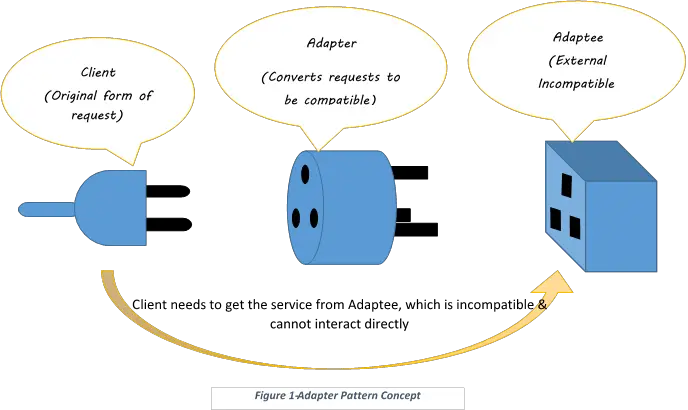 Client
(Original form of
request)
Adapter
(Converts requests to
be compatible)
Adaptee
(External
Incompatible
Client needs to get the service from Adaptee, which is incompatible &
cannot interact directly
Figure 1-Adapter Pattern Concept